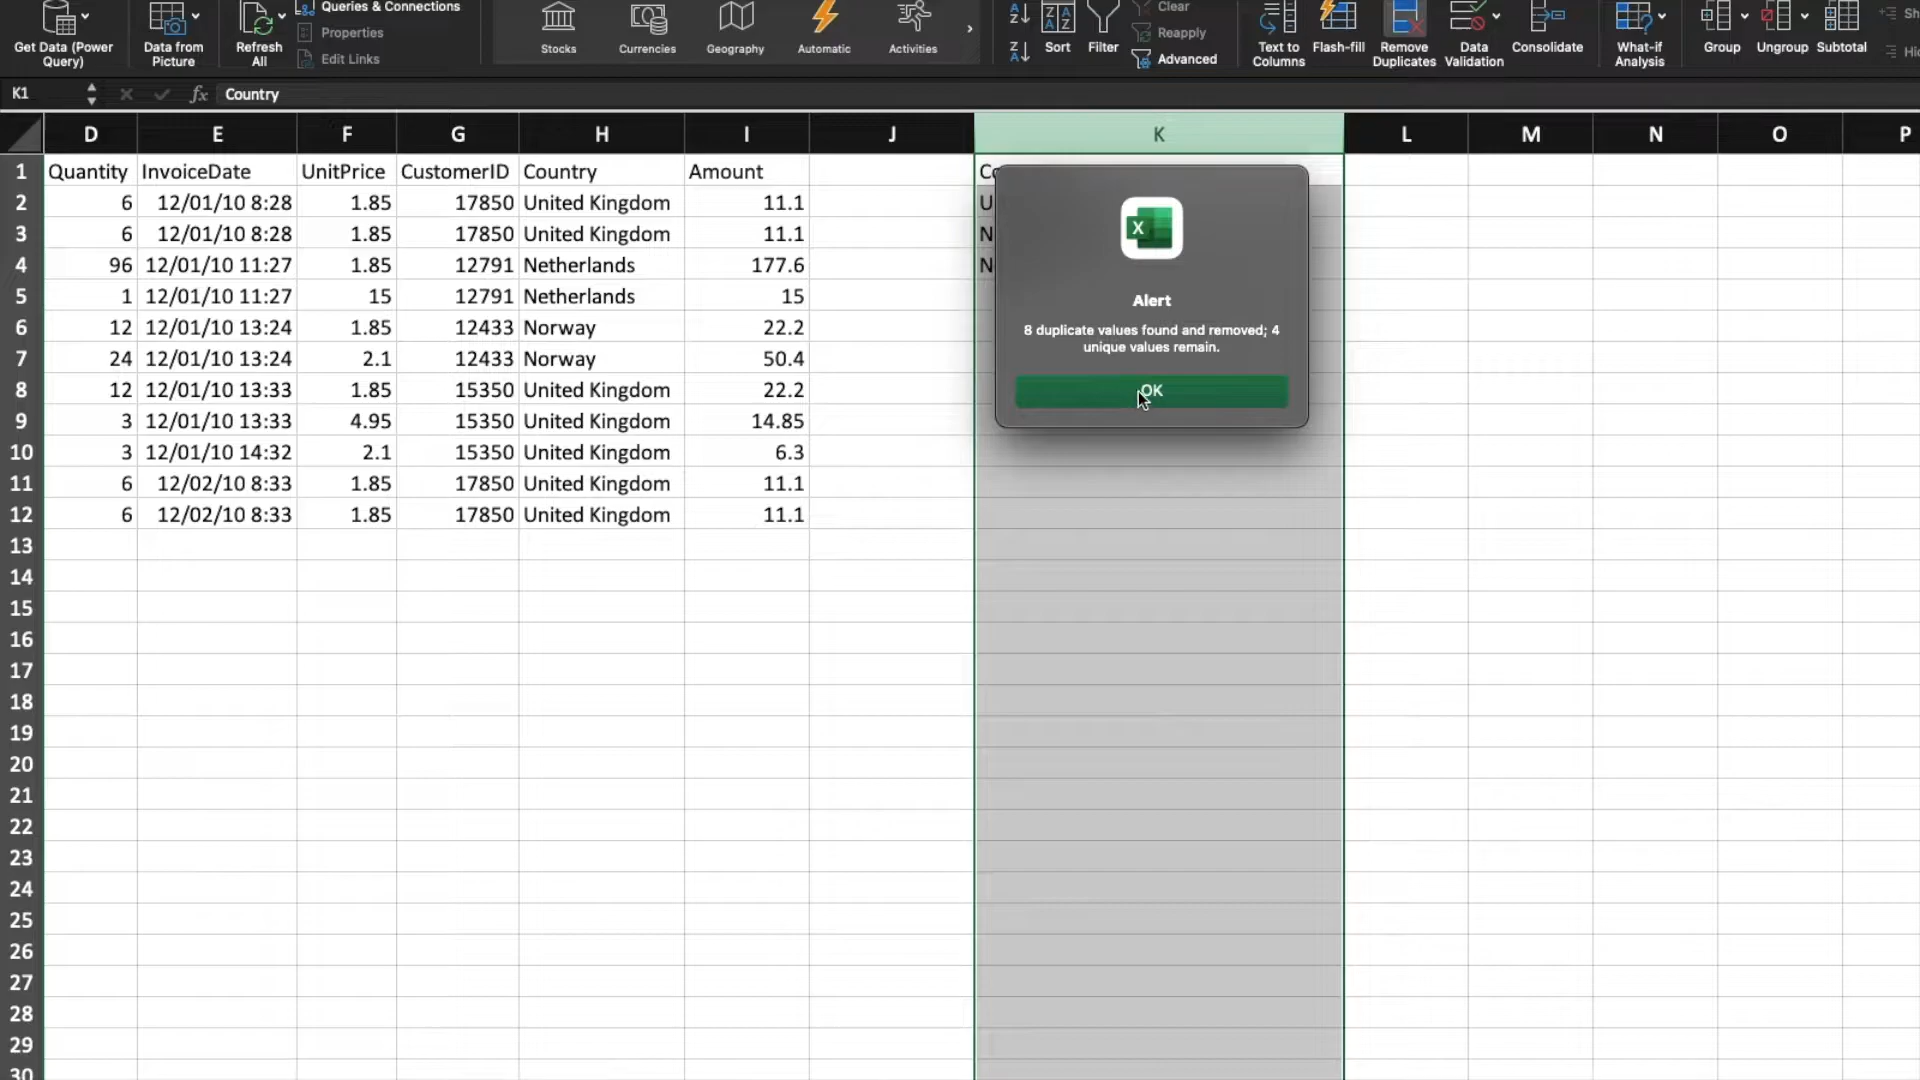 Get Data (Power Query)
Data from Picture
Refresh All
Queries & Connections
Properties
Edit Links
Stocks
Currencies
Geography
Automatic
Activities
Sort
Filter
Clear
Reapply
Advanced
Text to Columns
Flash-fill
Remove Duplicates
Data Validation
Consolidate
What-if Analysis
Group
Ungroup
Subtotal
K1 fx Country
D E F G H I J K L M N O P
1 Quantity InvoiceDate UnitPrice CustomerID Country Amount
2 6 12/01/10 8:28 1.85 17850 United Kingdom 11.1
3 6 12/01/10 8:28 1.85 17850 United Kingdom 11.1
4 96 12/01/10 11:27 1.85 12791 Netherlands 177.6
5 1 12/01/10 11:27 15 12791 Netherlands 15
6 12 12/01/10 13:24 1.85 12433 Norway 22.2
7 24 12/01/10 13:24 2.1 12433 Norway 50.4
8 12 12/01/10 13:33 1.85 15350 United Kingdom 22.2
9 3 12/01/10 13:33 4.95 15350 United Kingdom 14.85
10 3 12/01/10 14:32 2.1 15350 United Kingdom 6.3
11 6 12/02/10 8:33 1.85 17850 United Kingdom 11.1
12 6 12/02/10 8:33 1.85 17850 United Kingdom 11.1
13
14
15
16
17
18
19
20
21
22
23
24
25
26
27
28
29
30
X
Alert
8 duplicate values found and removed; 4
unique values remain.
OK